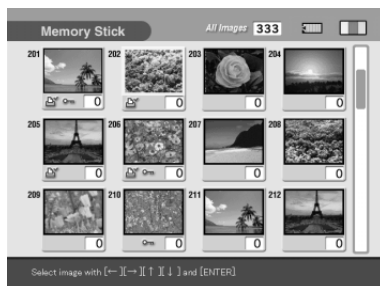 Memory Stick
All Images 333
201 202 203 204
0 0 0 0
205 206 207 208
0 0 0 0
209 210 211 212
0 0 0 0
Select image with [←][→][↑][↓] and [ENTER]